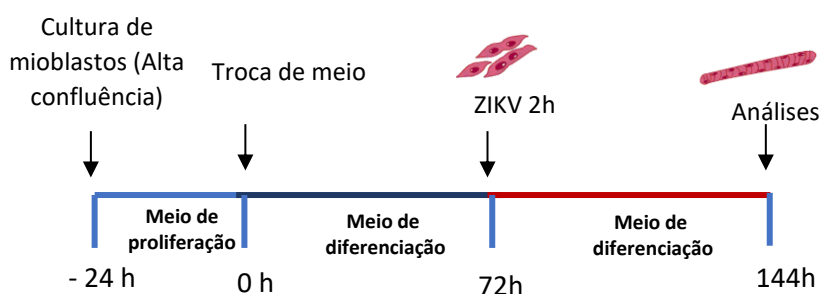 Cultura de
mioblastos (Alta
confluência)
Troca de meio
ZIKV 2h
Análises
Meio de
proliferação
Meio de
diferenciação
Meio de
diferenciação
- 24 h
0 h
72h
144h